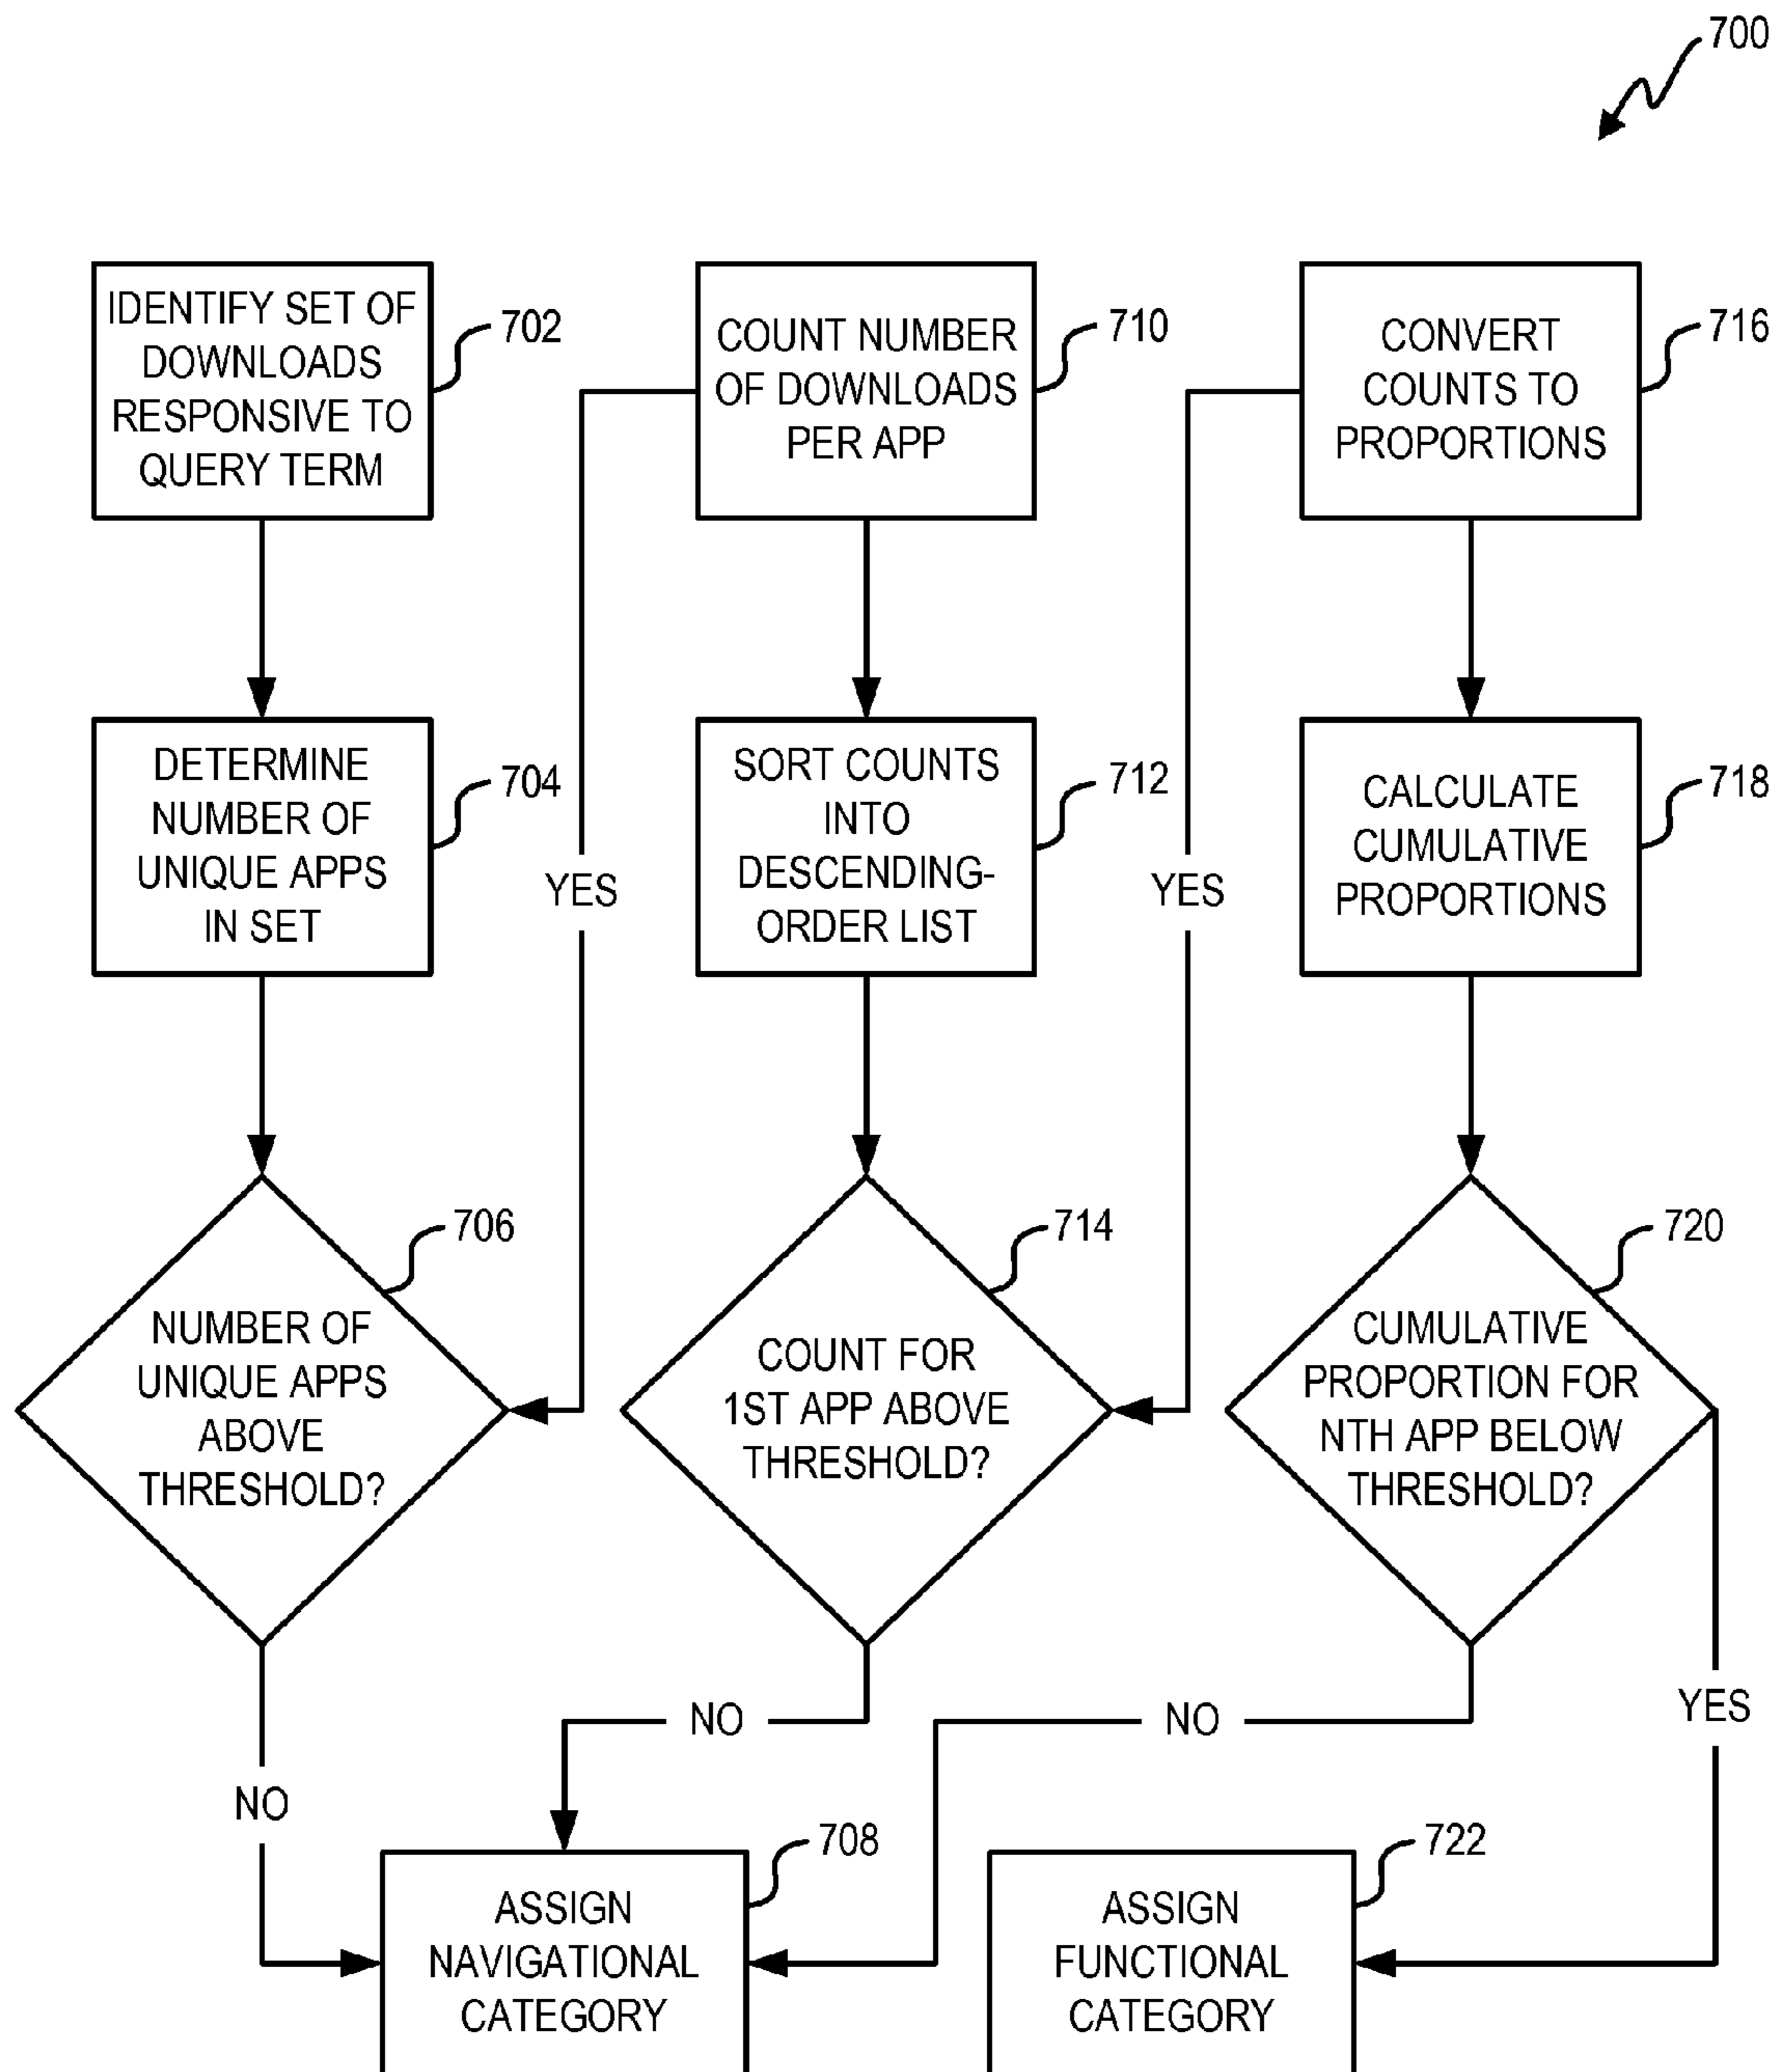 700
IDENTIFY SET OF
DOWNLOADS
RESPONSIVE TO
QUERY TERM
702
DETERMINE
NUMBER OF
UNIQUE APPS
IN SET
704
NUMBER OF
UNIQUE APPS
ABOVE
THRESHOLD?
706
YES
NO
COUNT NUMBER
OF DOWNLOADS
PER APP
710
SORT COUNTS
INTO
DESCENDING-
ORDER LIST
712
COUNT FOR
1ST APP ABOVE
THRESHOLD?
714
YES
NO
CONVERT
COUNTS TO
PROPORTIONS
716
CALCULATE
CUMULATIVE
PROPORTIONS
718
CUMULATIVE
PROPORTION FOR
NTH APP BELOW
THRESHOLD?
720
NO
YES
ASSIGN
NAVIGATIONAL
CATEGORY
708
ASSIGN
FUNCTIONAL
CATEGORY
722